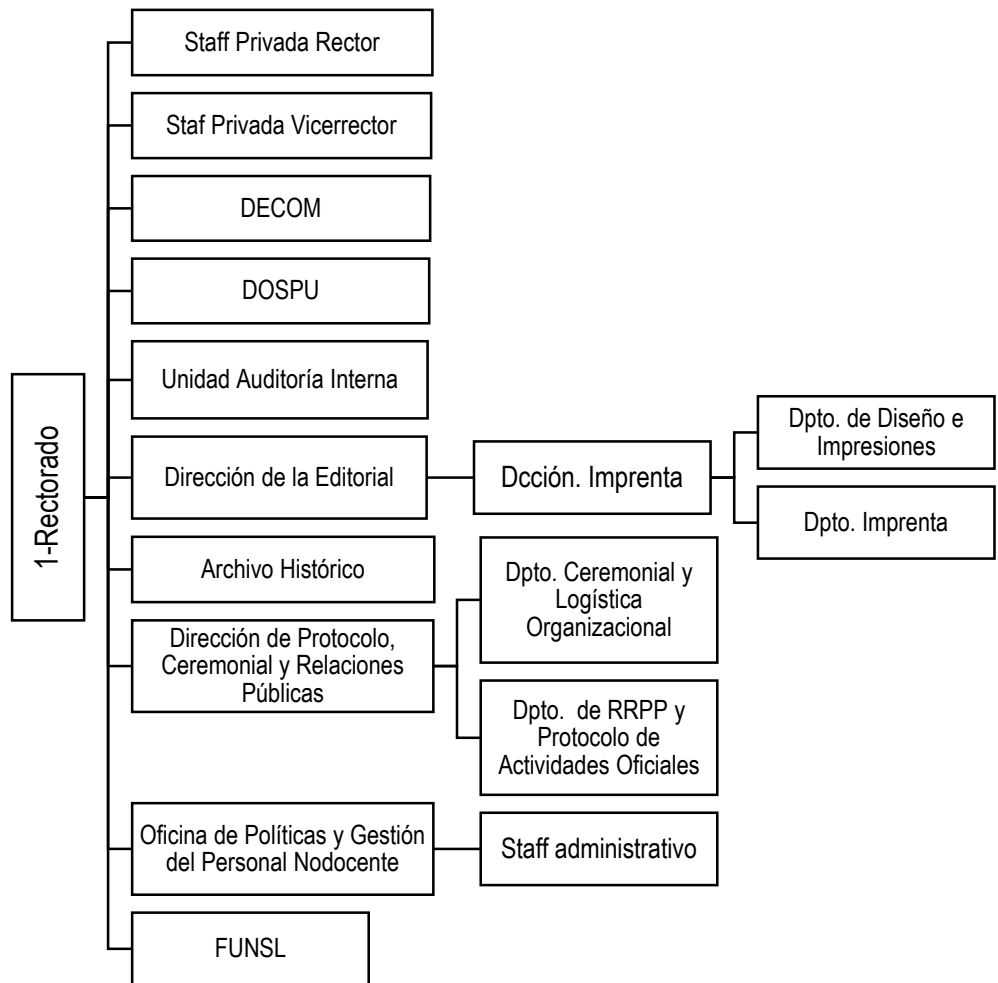 Staff Privada Rector
Staf Privada Vicerrector
DECOM
DOSPU
Unidad Auditoría Interna
1-Rectorado
Dirección de la Editorial
Dcción. Imprenta
Dpto. de Diseño e
Impresiones
Dpto. Imprenta
Archivo Histórico
Dirección de Protocolo,
Ceremonial y Relaciones
Públicas
Dpto. Ceremonial y
Logística
Organizacional
Dpto. de RRPP y
Protocolo de
Actividades Oficiales
Oficina de Políticas y Gestión
del Personal Nodocente
Staff administrativo
FUNSL